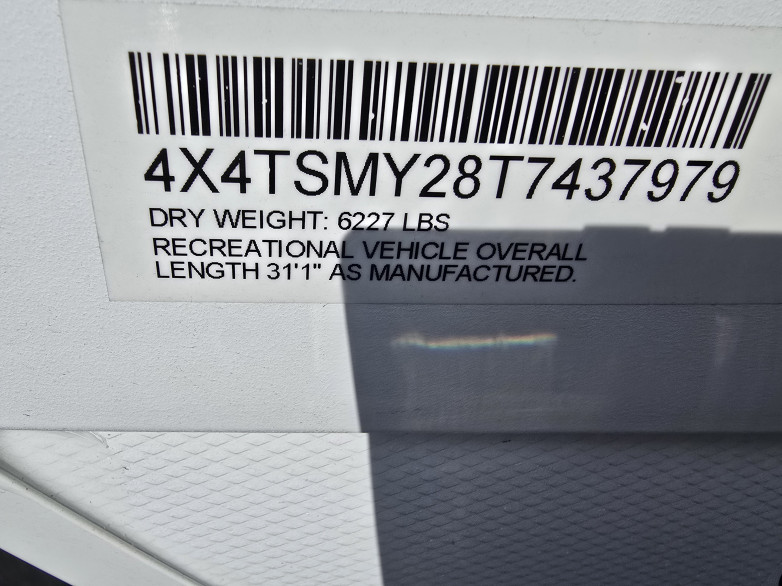 4X4TSMY28T7437979
DRY WEIGHT: 6227 LBS
RECREATIONAL VEHICLE OVERALL
LENGTH 31'1" AS MANUFACTURED.